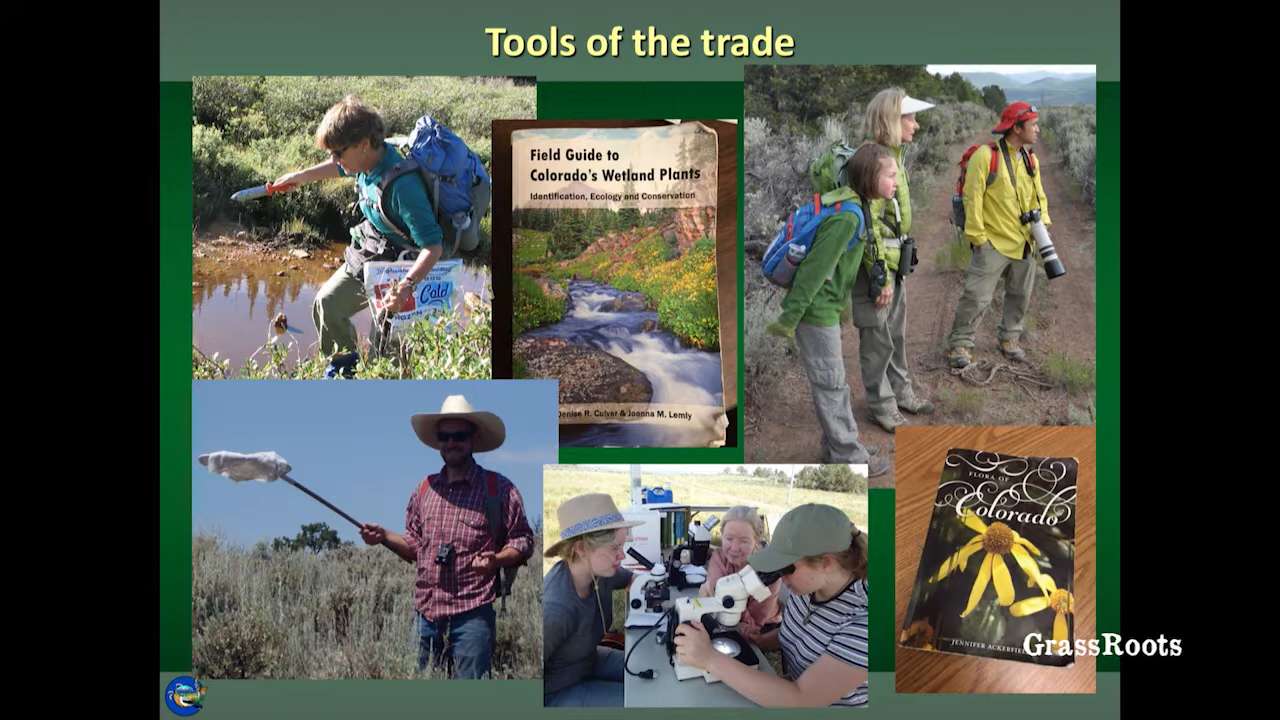 Tools of the trade
Field Guide to
Colorado's Wetland Plants
Identification, Ecology and Conservation
Denise R. Culver & Joanna M. Lemly
Cold
FLORA OF
Colorado
JENNIFER
GrassRoots